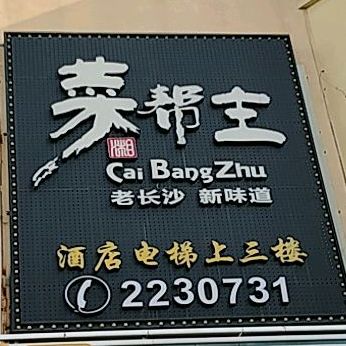 菜帮主
湘
Cai BangZhu
老长沙 新味道
酒店电梯上三楼
2230731